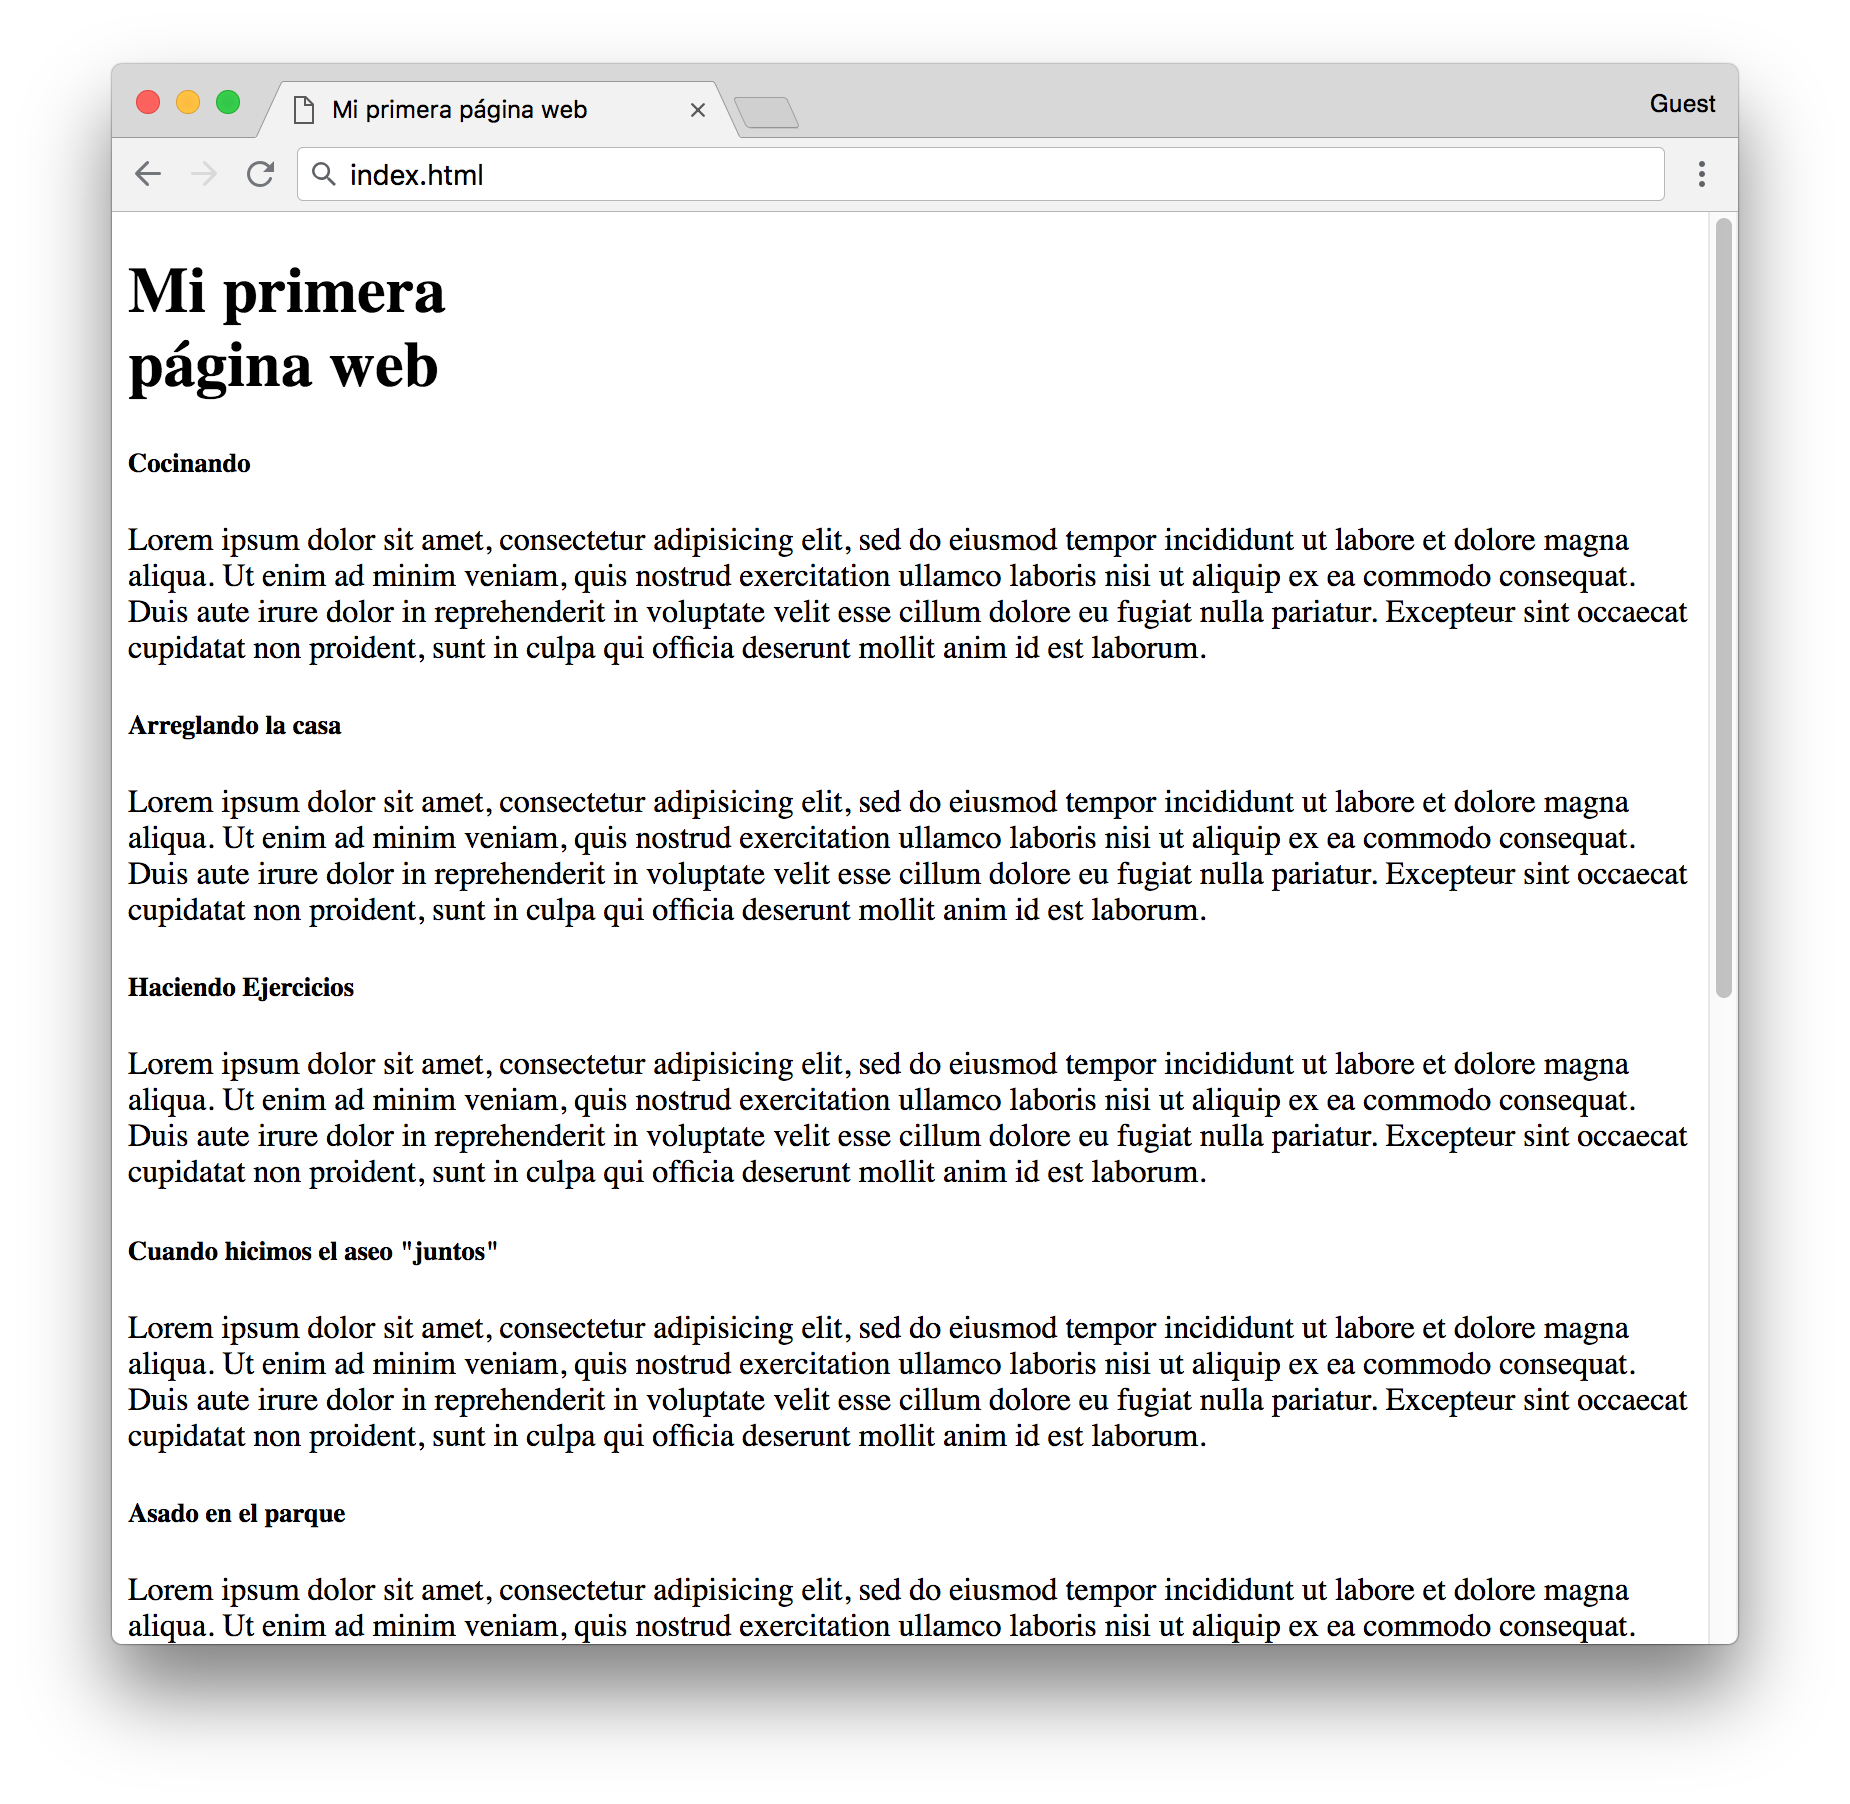 Mi primera página web
Guest
index.html
Mi primera
página web
Cocinando
Lorem ipsum dolor sit amet, consectetur adipisicing elit, sed do eiusmod tempor incididunt ut labore et dolore magna
aliqua. Ut enim ad minim veniam, quis nostrud exercitation ullamco laboris nisi ut aliquip ex ea commodo consequat.
Duis aute irure dolor in reprehenderit in voluptate velit esse cillum dolore eu fugiat nulla pariatur. Excepteur sint occaecat
cupidatat non proident, sunt in culpa qui officia deserunt mollit anim id est laborum.
Arreglando la casa
Lorem ipsum dolor sit amet, consectetur adipisicing elit, sed do eiusmod tempor incididunt ut labore et dolore magna
aliqua. Ut enim ad minim veniam, quis nostrud exercitation ullamco laboris nisi ut aliquip ex ea commodo consequat.
Duis aute irure dolor in reprehenderit in voluptate velit esse cillum dolore eu fugiat nulla pariatur. Excepteur sint occaecat
cupidatat non proident, sunt in culpa qui officia deserunt mollit anim id est laborum.
Haciendo Ejercicios
Lorem ipsum dolor sit amet, consectetur adipisicing elit, sed do eiusmod tempor incididunt ut labore et dolore magna
aliqua. Ut enim ad minim veniam, quis nostrud exercitation ullamco laboris nisi ut aliquip ex ea commodo consequat.
Duis aute irure dolor in reprehenderit in voluptate velit esse cillum dolore eu fugiat nulla pariatur. Excepteur sint occaecat
cupidatat non proident, sunt in culpa qui officia deserunt mollit anim id est laborum.
Cuando hicimos el aseo "juntos"
Lorem ipsum dolor sit amet, consectetur adipisicing elit, sed do eiusmod tempor incididunt ut labore et dolore magna
aliqua. Ut enim ad minim veniam, quis nostrud exercitation ullamco laboris nisi ut aliquip ex ea commodo consequat.
Duis aute irure dolor in reprehenderit in voluptate velit esse cillum dolore eu fugiat nulla pariatur. Excepteur sint occaecat
cupidatat non proident, sunt in culpa qui officia deserunt mollit anim id est laborum.
Asado en el parque
Lorem ipsum dolor sit amet, consectetur adipisicing elit, sed do eiusmod tempor incididunt ut labore et dolore magna
aliqua. Ut enim ad minim veniam, quis nostrud exercitation ullamco laboris nisi ut aliquip ex ea commodo consequat.